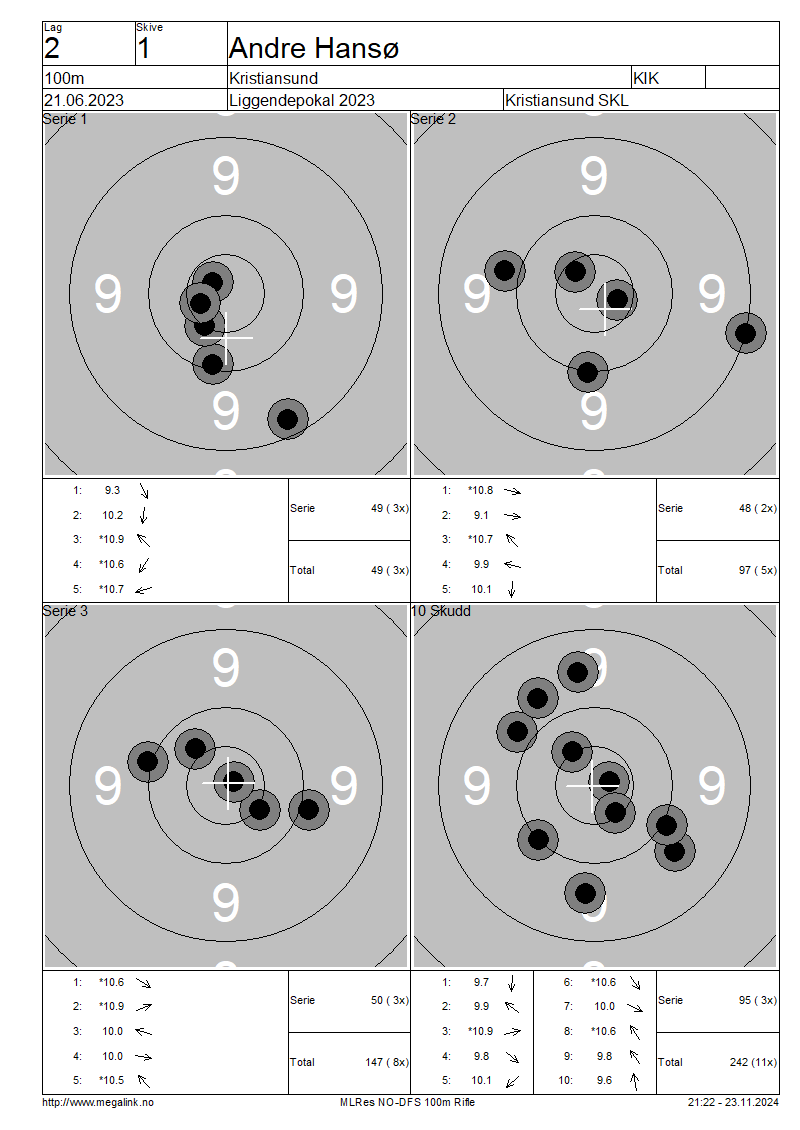 Lag Skive
2 1 Andre Hansø
100m Kristiansund KIK
21.06.2023 Liggendepokal 2023 Kristiansund SKL
Serie 1 Serie 2
9 9
9 9 9 9
9 9
1: 9.3
2: 10.2
3: *10.9
4: *10.6
5: *10.7
Serie 49 ( 3x)
Total 49 ( 3x)
1: *10.8
2: 9.1
3: *10.7
4: 9.9
5: 10.1
Serie 48 ( 2x)
Total 97 ( 5x)
Serie 3 10 Skudd
9 9
9 9 9 9
9 9
1: *10.6
2: *10.9
3: 10.0
4: 10.0
5: *10.5
Serie 50 ( 3x)
Total 147 ( 8x)
1: 9.7 6: *10.6
2: 9.9 7: 10.0
3: *10.9 8: *10.6
4: 9.8 9: 9.8
5: 10.1 10: 9.6
Serie 95 ( 3x)
Total 242 (11x)
http://www.megalink.no MLRes NO-DFS 100m Rifle 21:22 - 23.11.2024